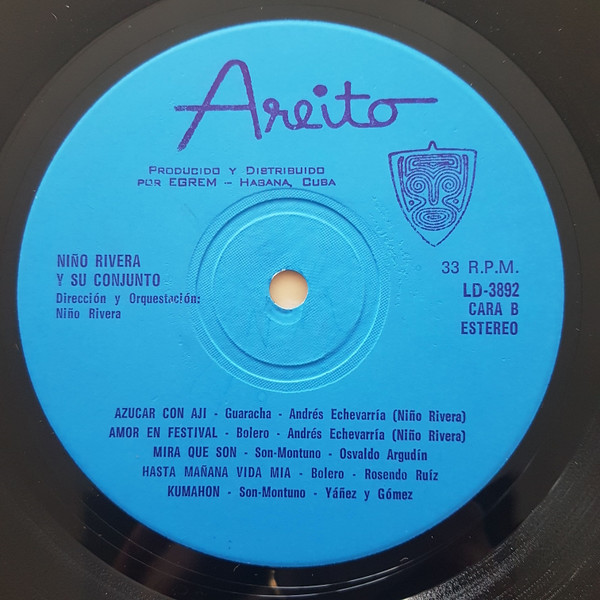 Areito
PRODUCIDO Y DISTRIBUIDO
POR EGREM - HABANA, CUBA
NIÑO RIVERA
Y SU CONJUNTO
Dirección y Orquestación:
Niño Rivera
33 R.P.M.
LD-3892
CARA B
ESTEREO
AZUCAR CON AJI - Guaracha - Andrés Echevarría (Niño Rivera)
AMOR EN FESTIVAL - Bolero - Andrés Echevarría (Niño Rivera)
MIRA QUE SON - Son-Montuno - Osvaldo Argudín
HASTA MAÑANA VIDA MIA - Bolero - Rosendo Ruíz
KUMAHON - Son-Montuno - Yáñez y Gómez